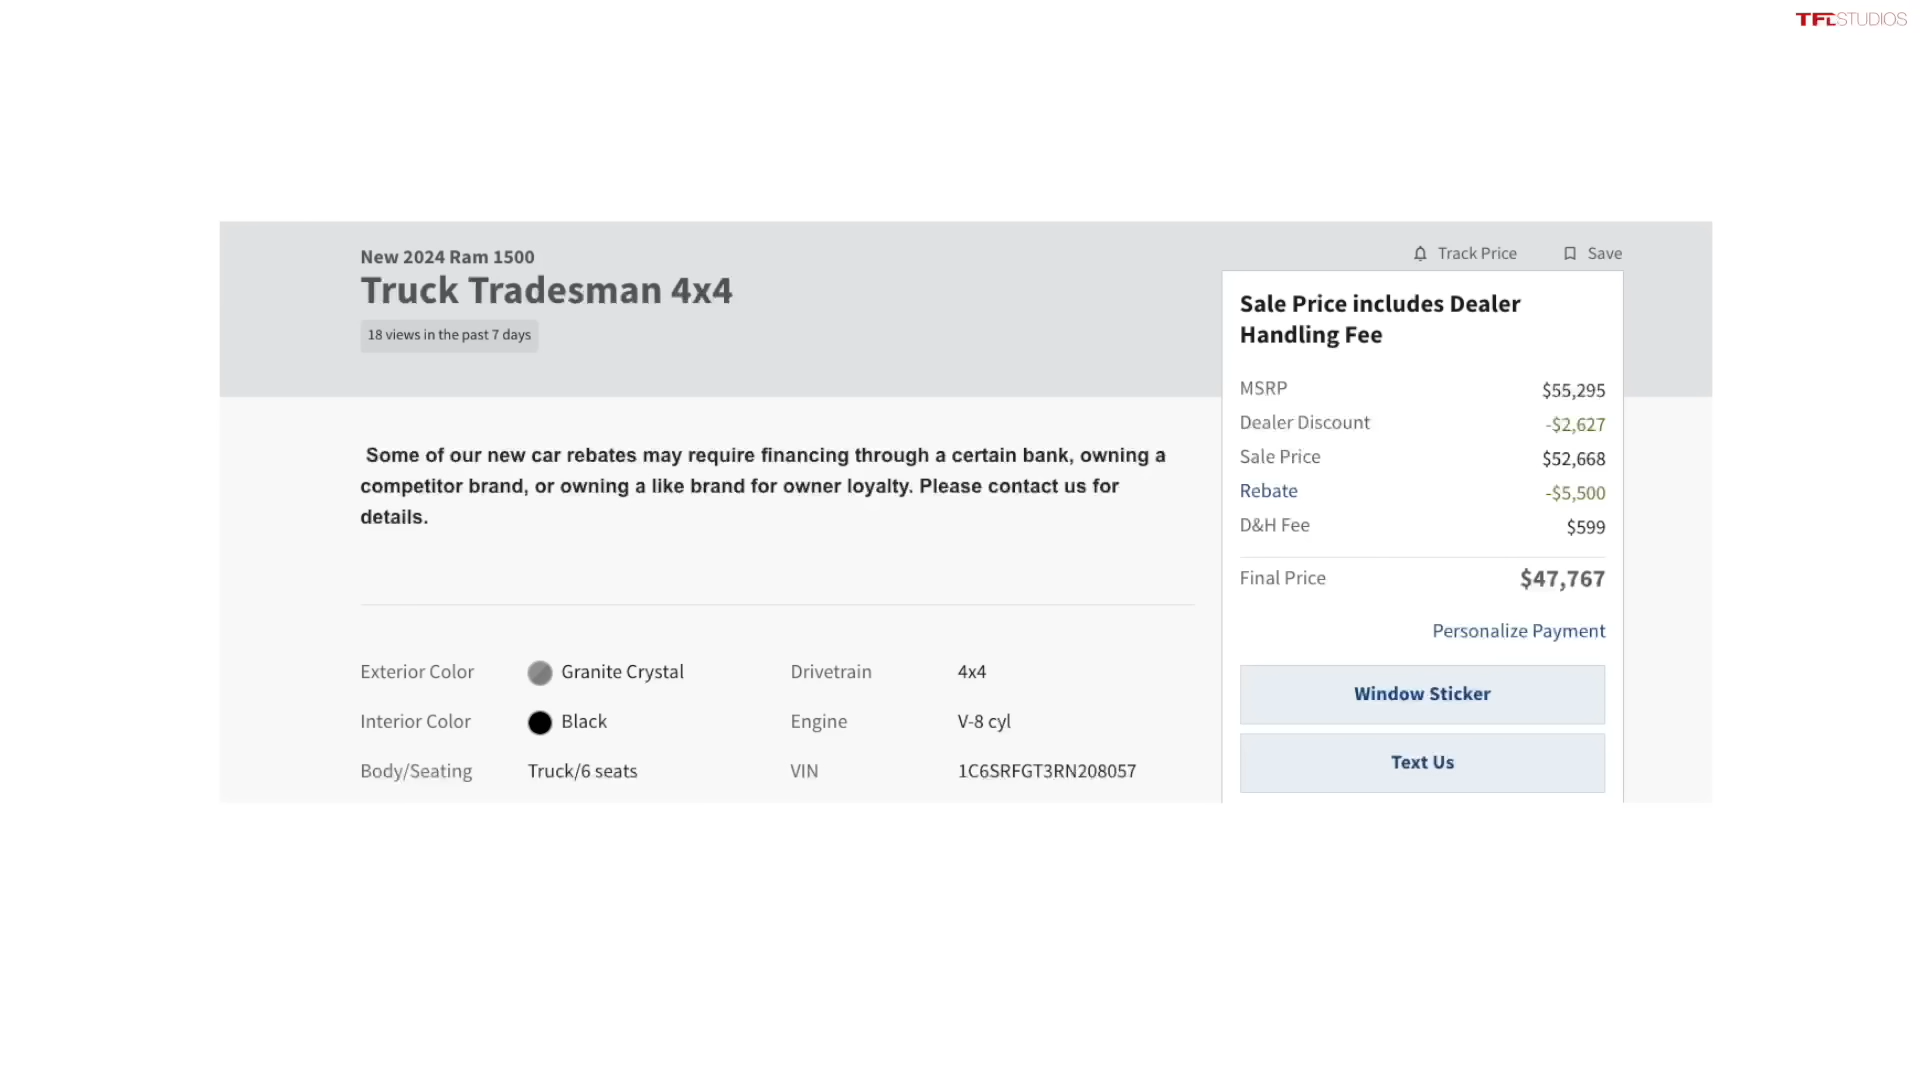 TFLSTUDIOS
New 2024 Ram 1500
Truck Tradesman 4x4
18 views in the past 7 days
Track Price
Save
Sale Price includes Dealer
Handling Fee
MSRP $55,295
Dealer Discount -$2,627
Sale Price $52,668
Rebate -$5,500
D&H Fee $599
Final Price $47,767
Personalize Payment
Window Sticker
Text Us
Some of our new car rebates may require financing through a certain bank, owning a
competitor brand, or owning a like brand for owner loyalty. Please contact us for
details.
Exterior Color Granite Crystal Drivetrain 4x4
Interior Color Black Engine V-8 cyl
Body/Seating Truck/6 seats VIN 1C6SRFGT3RN208057